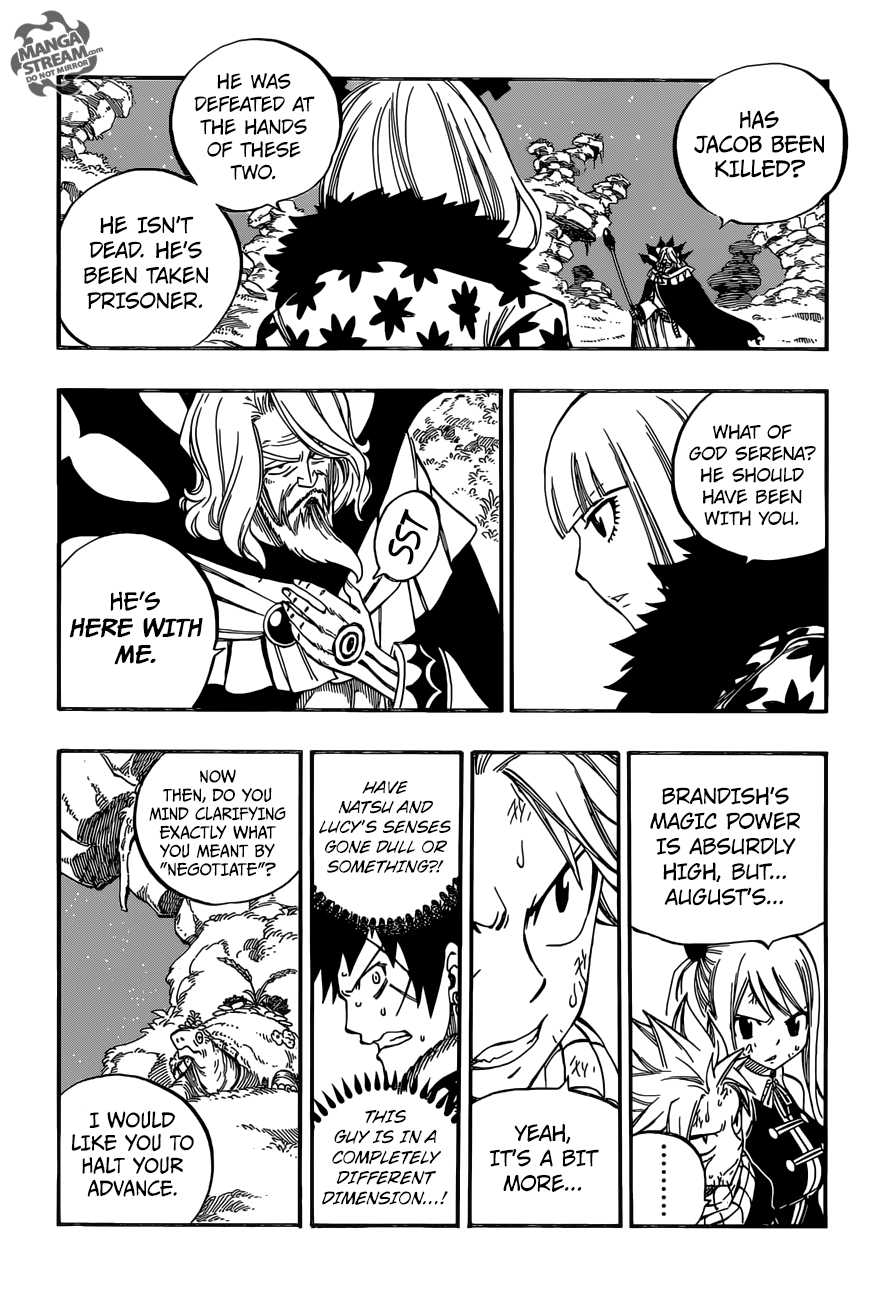 MANGA
STREAM.com
DO NOT MIRROR
HAS
JACOB BEEN
KILLED?
HE WAS
DEFEATED AT
THE HANDS
OF THESE
TWO.
HE ISN'T
DEAD. HE'S
BEEN TAKEN
PRISONER.
WHAT OF
GOD SERENA?
HE SHOULD
HAVE BEEN
WITH YOU.
SST
HE'S
HERE WITH
ME.
BRANDISH'S
MAGIC POWER
IS ABSURDLY
HIGH, BUT...
AUGUST'S...
........
YEAH,
IT'S A BIT
MORE...
HAVE
NATSU AND
LUCY'S SENSES
GONE DULL OR
SOMETHING?!
THIS
GUY IS IN A
COMPLETELY
DIFFERENT
DIMENSION...!
NOW
THEN, DO YOU
MIND CLARIFYING
EXACTLY WHAT
YOU MEANT BY
"NEGOTIATE"?
I WOULD
LIKE YOU TO
HALT YOUR
ADVANCE.